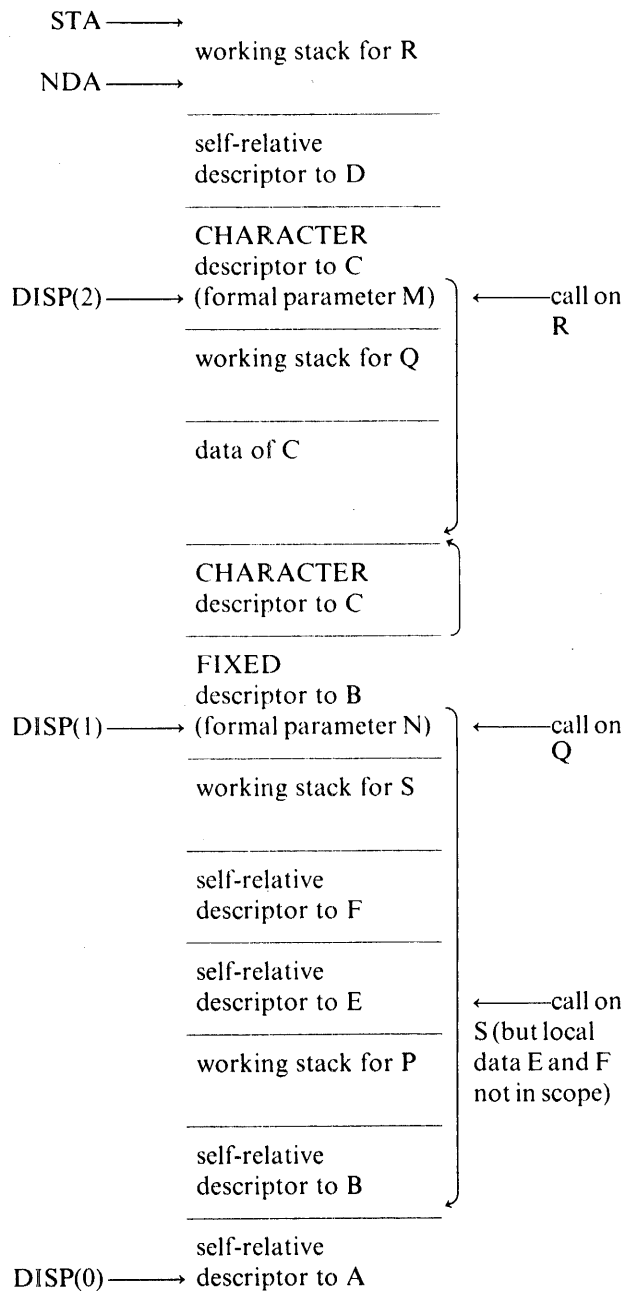 STA
working stack for R
NDA
self-relative
descriptor to D
CHARACTER
descriptor to C
DISP(2)
(formal parameter M)
call on
R
working stack for Q
data of C
CHARACTER
descriptor to C
FIXED
descriptor to B
DISP(1)
(formal parameter N)
call on
Q
working stack for S
self-relative
descriptor to F
self-relative
descriptor to E
call on
S (but local
data E and F
not in scope)
working stack for P
self-relative
descriptor to B
self-relative
DISP(0)
descriptor to A